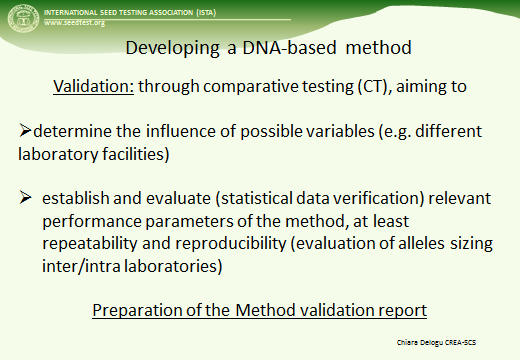 INTERNATIONAL SEED TESTING ASSOCIATION (ISTA)
www.seedtest.org
Developing a DNA-based method
Validation: through comparative testing (CT), aiming to
➢determine the influence of possible variables (e.g. different
laboratory facilities)
➢ establish and evaluate (statistical data verification) relevant
performance parameters of the method, at least
repeatability and reproducibility (evaluation of alleles sizing
inter/intra laboratories)
Preparation of the Method validation report
Chiara Delogu CREA-SCS